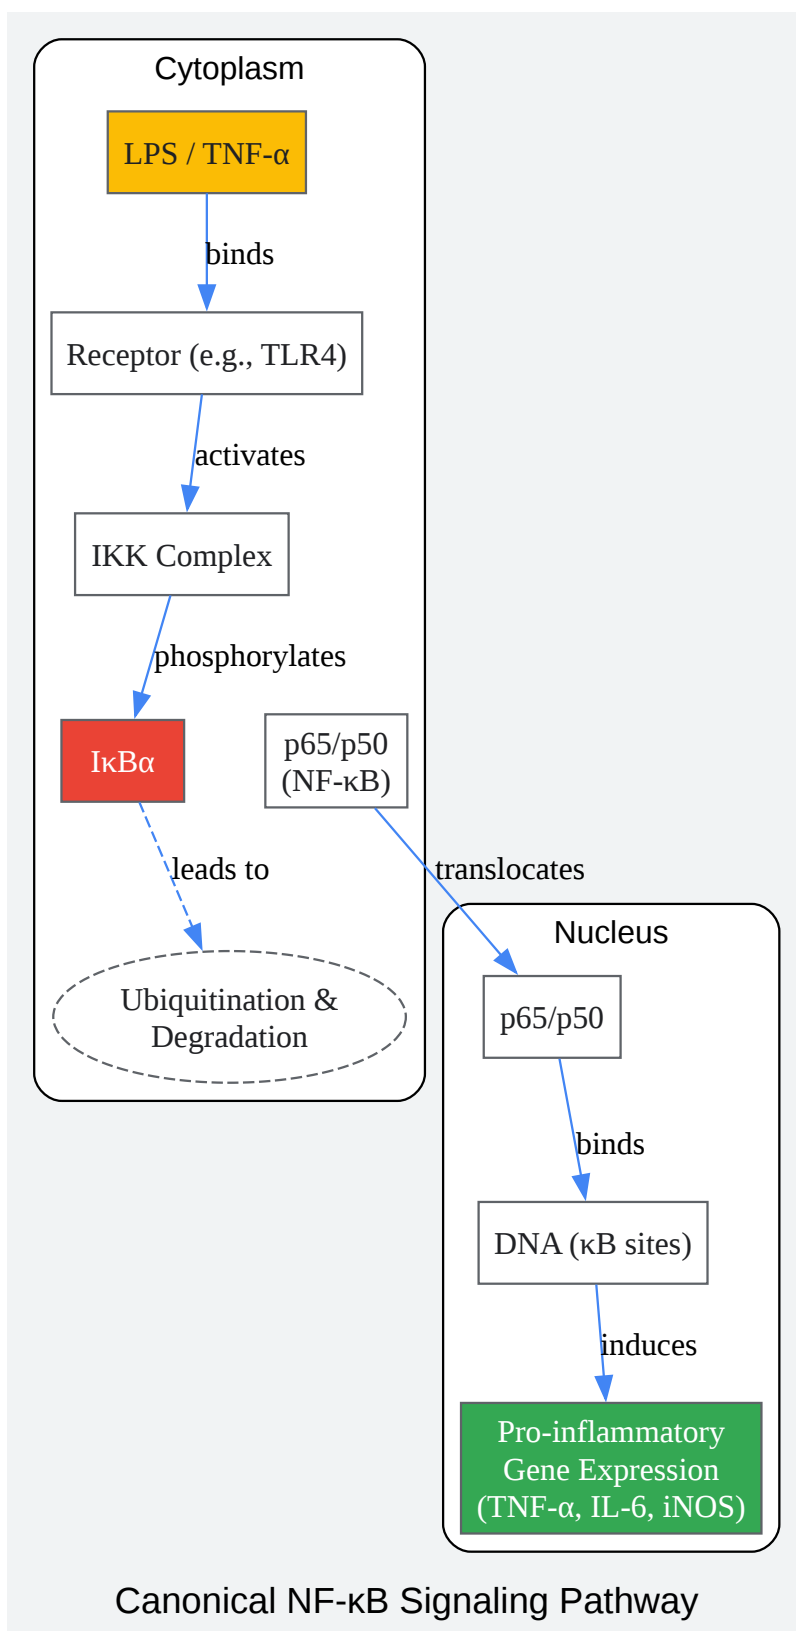 Cytoplasm
LPS / TNF-α
binds
Receptor (e.g., TLR4)
activates
IKK Complex
phosphorylates
IκBα
p65/p50
(NF-κB)
leads to
translocates
Ubiquitination &
Degradation
Nucleus
p65/p50
binds
DNA (κB sites)
induces
Pro-inflammatory
Gene Expression
(TNF-α, IL-6, iNOS)
Canonical NF-κB Signaling Pathway